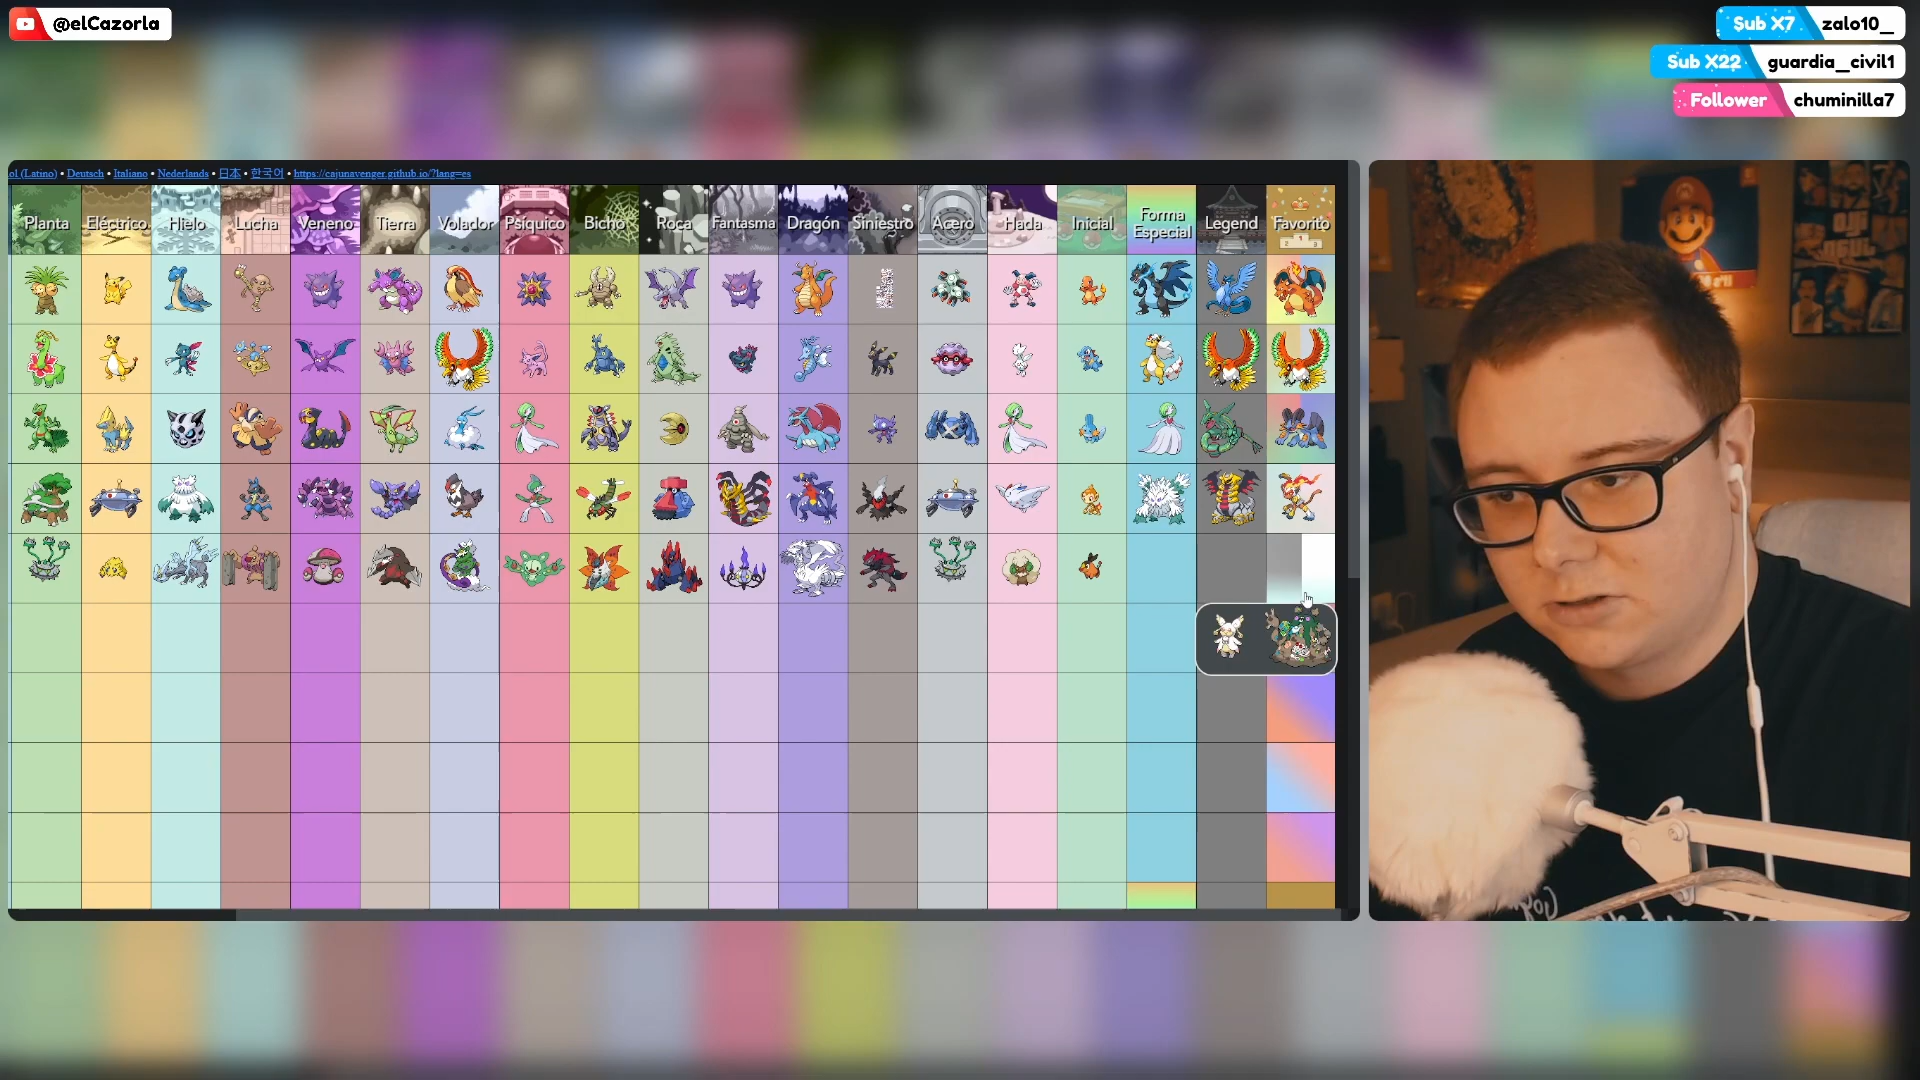 @elCazorla
Sub X7 zalo10_
Sub X22 guardia_civil1
Follower chuminilla7
ol (Latino) • Deutsch • Italiano • Nederlands • 日本 • 한국어 • https://cajunavenger.github.io/?lang=es
Planta Eléctrico Hielo Lucha Veneno Tierra Volador Psíquico Bicho Roca Fantasma Dragón Siniestro Acero Hada Inicial Forma Especial Legend Favorito